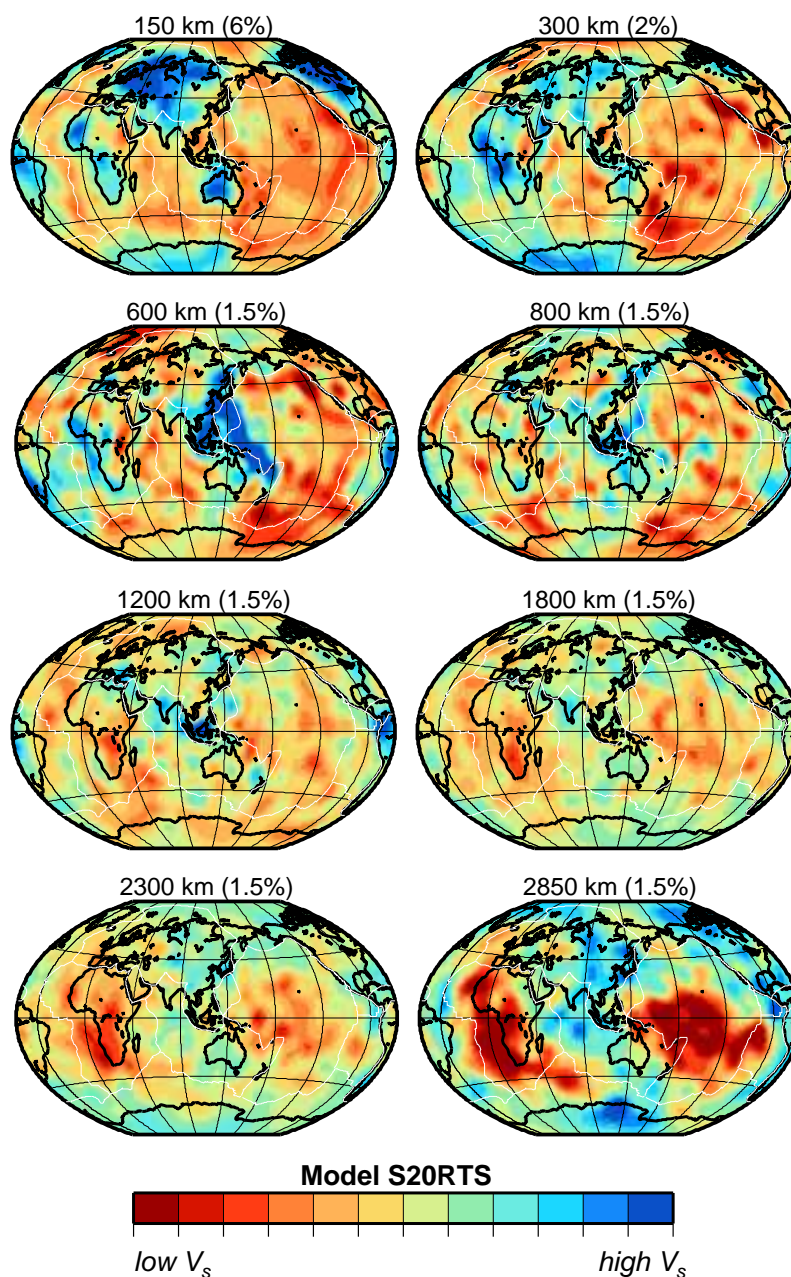 150 km (6%)
300 km (2%)
600 km (1.5%)
800 km (1.5%)
1200 km (1.5%)
1800 km (1.5%)
2300 km (1.5%)
2850 km (1.5%)
Model S20RTS
low Vs
high Vs